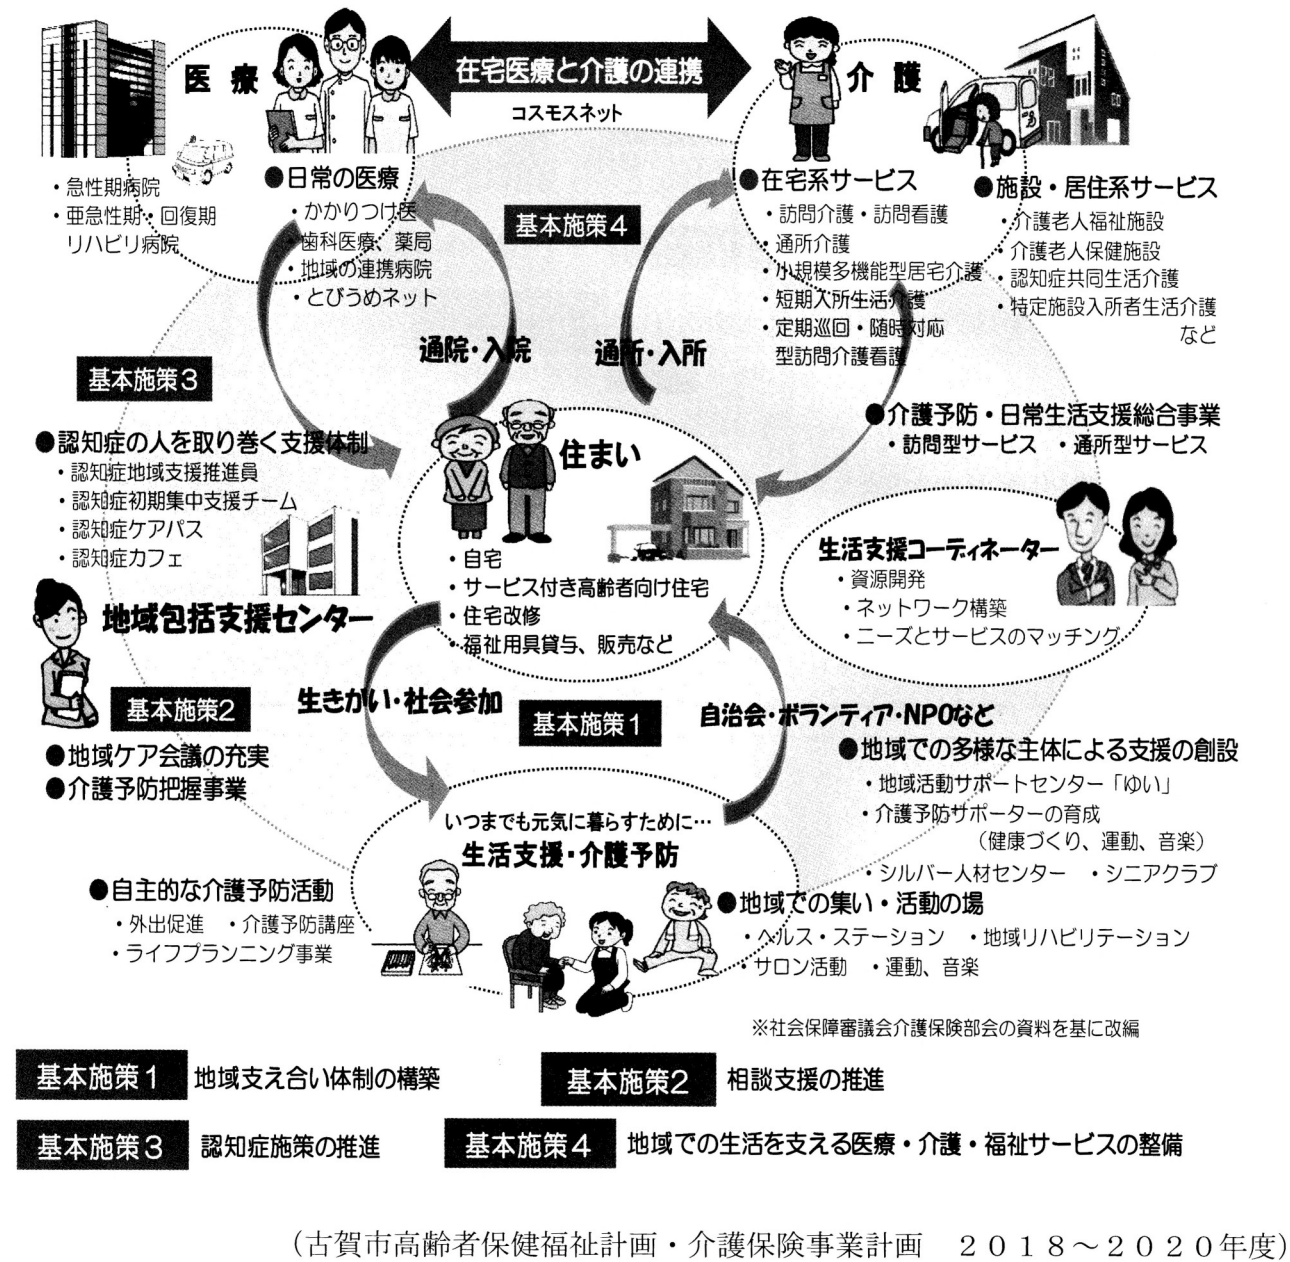 医療
在宅医療と介護の連携
コスモスネット
介護
・急性期病院
・亜急性期・回復期
リハビリ病院
●日常の医療
・かかりつけ医
・歯科医療、薬局
・地域の連携病院
・とびうめネット
基本施策4
●在宅系サービス
・訪問介護・訪問看護
・通所介護
・小規模多機能型居宅介護
・短期入所生活介護
・定期巡回・随時対応
型訪問介護看護
●施設・居住系サービス
・介護老人福祉施設
・介護老人保健施設
・認知症共同生活介護
・特定施設入所者生活介護
など
通院・入院
通所・入所
基本施策3
●認知症の人を取り巻く支援体制
・認知症地域支援推進員
・認知症初期集中支援チーム
・認知症ケアパス
・認知症カフェ
●介護予防・日常生活支援総合事業
・訪問型サービス ・通所型サービス
住まい
・自宅
・サービス付き高齢者向け住宅
・住宅改修
・福祉用具貸与、販売など
生活支援コーディネーター
・資源開発
・ネットワーク構築
・ニーズとサービスのマッチング
地域包括支援センター
基本施策2
●地域ケア会議の充実
●介護予防把握事業
生きがい・社会参加
基本施策1
自治会・ボランティア・NPOなど
●地域での多様な主体による支援の創設
・地域活動サポートセンター「ゆい」
・介護予防サポーターの育成
（健康づくり、運動、音楽）
・シルバー人材センター ・シニアクラブ
いつまでも元気に暮らすために…
生活支援・介護予防
●自主的な介護予防活動
・外出促進 ・介護予防講座
・ライフプランニング事業
●地域での集い・活動の場
・ヘルス・ステーション ・地域リハビリテーション
・サロン活動 ・運動、音楽
※社会保障審議会介護保険部会の資料を基に改編
基本施策1 地域支え合い体制の構築
基本施策2 相談支援の推進
基本施策3 認知症施策の推進
基本施策4 地域での生活を支える医療・介護・福祉サービスの整備
（古賀市高齢者保健福祉計画・介護保険事業計画　２０１８～２０２０年度）